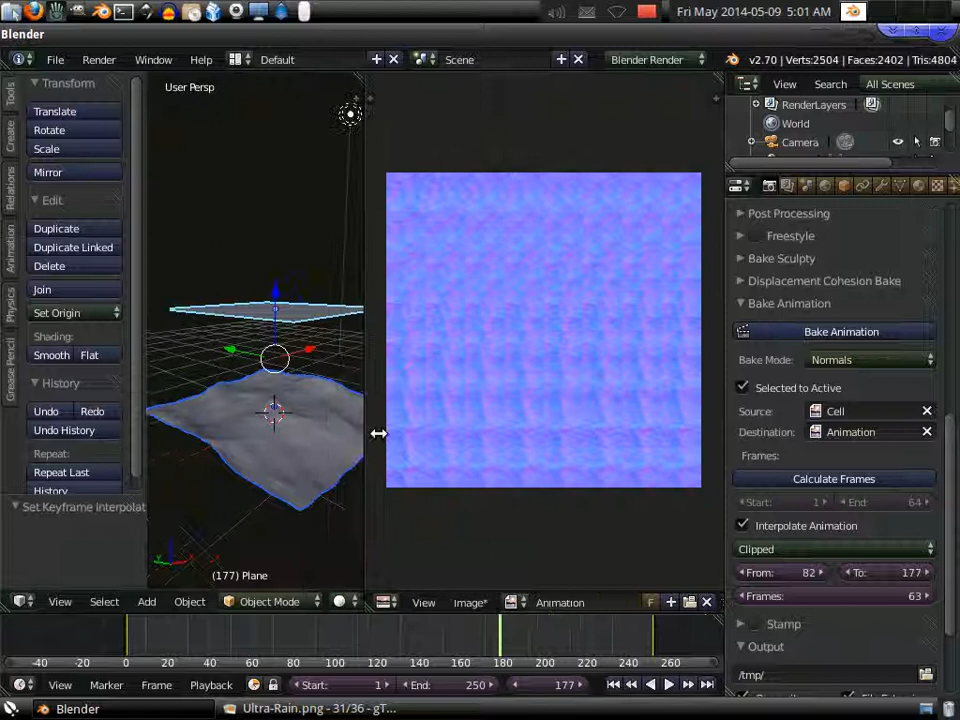 Fri May 2014-05-09 5:01 AM
Blender
File Render Window Help Default Scene Blender Render v2.70 | Verts:2504 | Faces:2402 | Tris:4804
Tools
Create
Relations
Animation
Physics
Grease Pencil
Transform
Translate
Rotate
Scale
Mirror
Edit
Duplicate
Duplicate Linked
Delete
Join
Set Origin
Shading:
Smooth Flat
History
Undo Redo
Undo History
Repeat:
Repeat Last
History
Set Keyframe Interpolat
User Persp
(177) Plane
View Select Add Object Object Mode
View Image* Animation F
View Search All Scenes
RenderLayers
World
Camera
Post Processing
Freestyle
Bake Sculpty
Displacement Cohesion Bake
Bake Animation
Bake Animation
Bake Mode: Normals
Selected to Active
Source: Cell
Destination: Animation
Frames:
Calculate Frames
Start: 1 End: 64
Interpolate Animation
Clipped
From: 82 To: 177
Frames: 63
Stamp
Output
/tmp/
-40 -20 0 20 40 60 80 100 120 140 160 180 200 220 240 260
View Marker Frame Playback Start: 1 End: 250 177
Blender Ultra-Rain.png - 31/36 - gT...